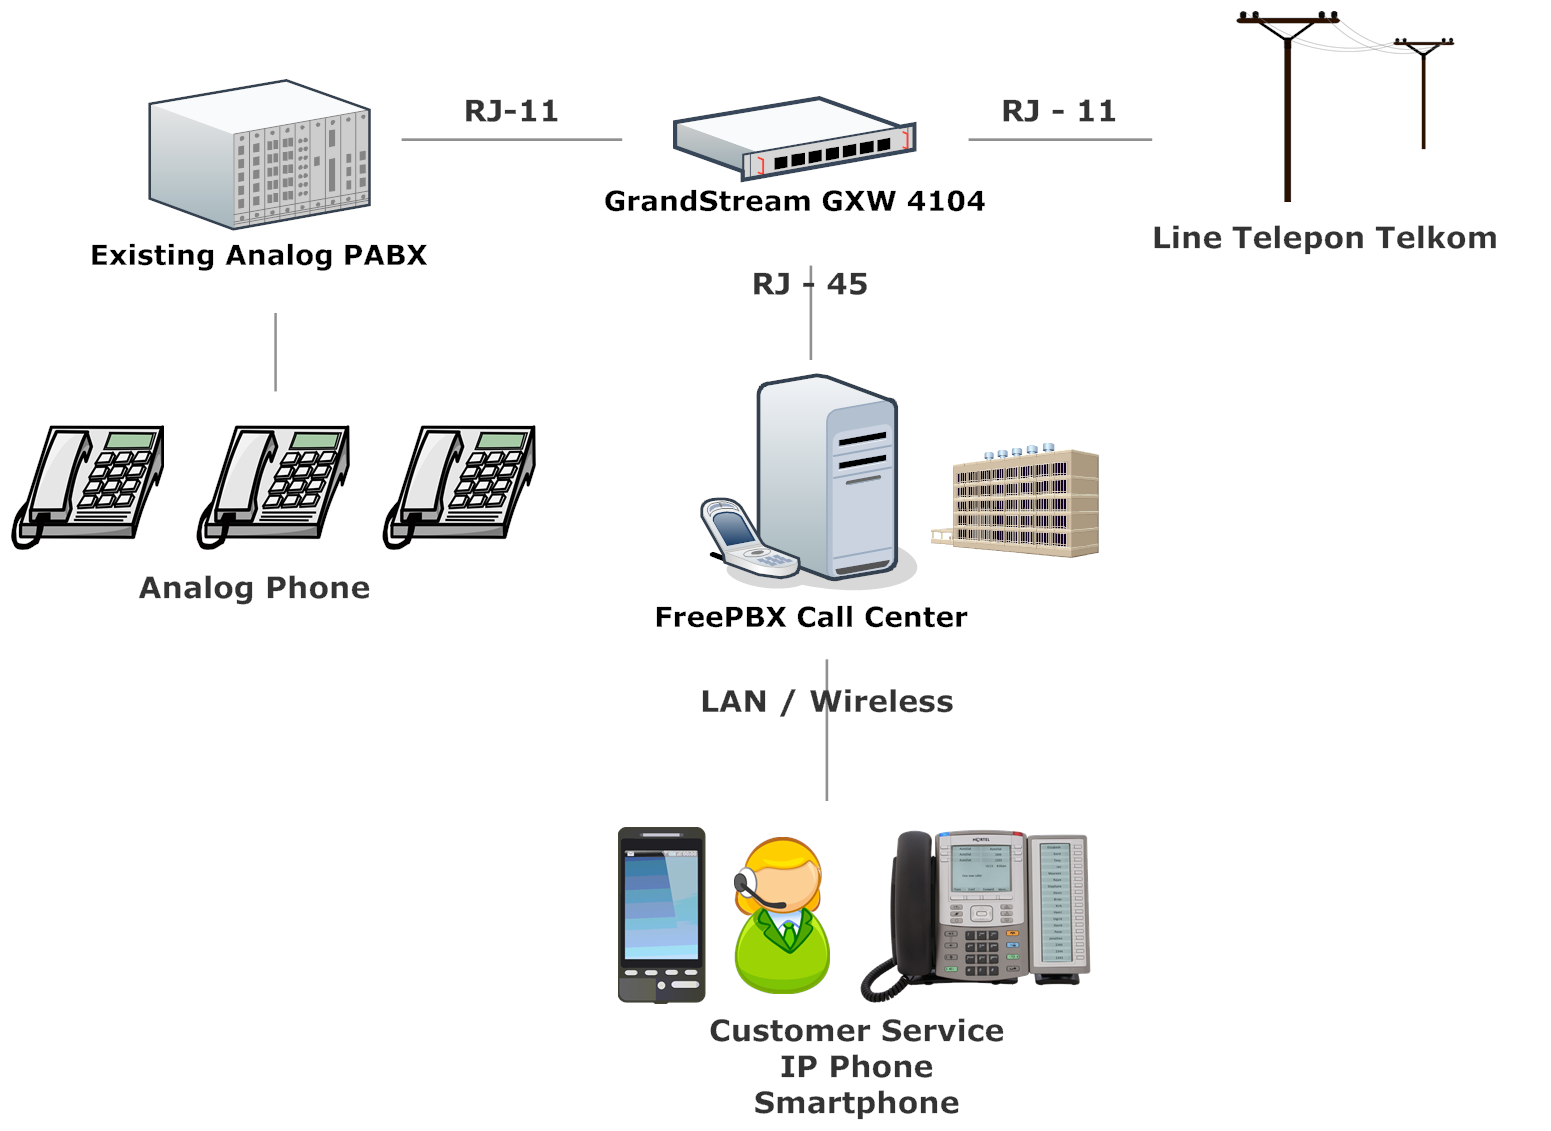 RJ-11
RJ - 11
GrandStream GXW 4104
Line Telepon Telkom
Existing Analog PABX
RJ - 45
Analog Phone
FreePBX Call Center
LAN / Wireless
NORTEL
Customer Service
IP Phone
Smartphone